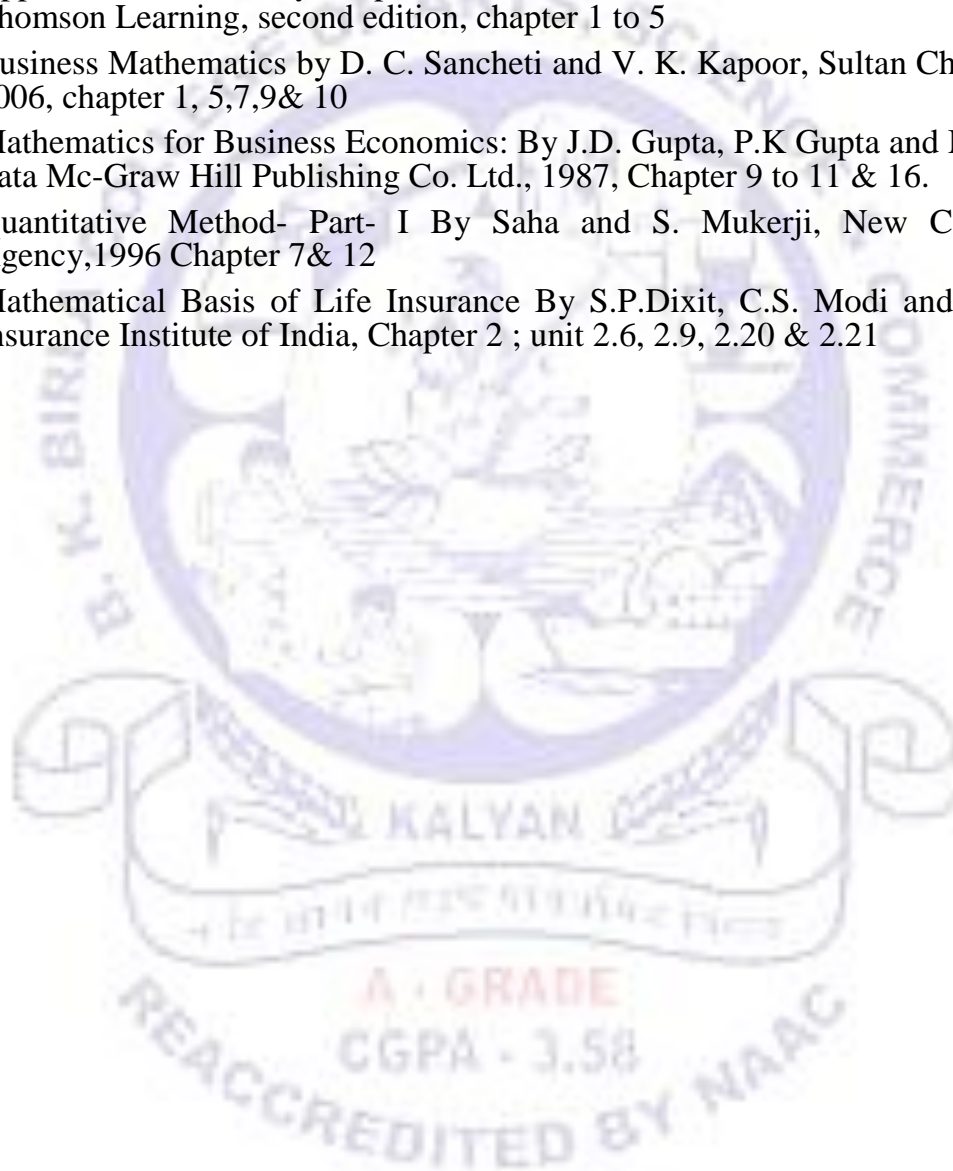 homson Learning, second edition, chapter 1 to 5
usiness Mathematics by D. C. Sancheti and V. K. Kapoor, Sultan Ch
006, chapter 1, 5,7,9& 10
athematics for Business Economics: By J.D. Gupta, P.K Gupta and
ata Mc-Graw Hill Publishing Co. Ltd., 1987, Chapter 9 to 11 & 16.
uantitative Method- Part- I By Saha and S. Mukerji, New C
gency,1996 Chapter 7& 12
athematical Basis of Life Insurance By S.P.Dixit, C.S. Modi and
nsurance Institute of India, Chapter 2 ; unit 2.6, 2.9, 2.20 & 2.21
B. K. BIRLA
COMMERCE
KALYAN
A - GRADE
CGPA - 3.58
REACCREDITED BY NAAC